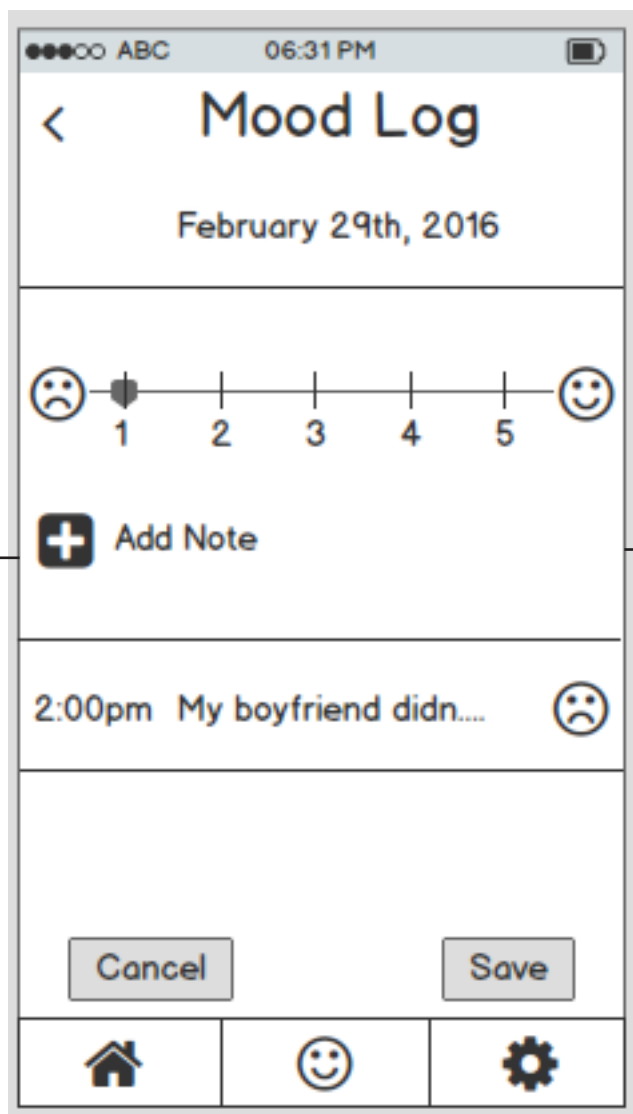 ABC 06:31 PM
Mood Log
February 29th, 2016
1 2 3 4 5
Add Note
2:00pm My boyfriend didn....
Cancel Save